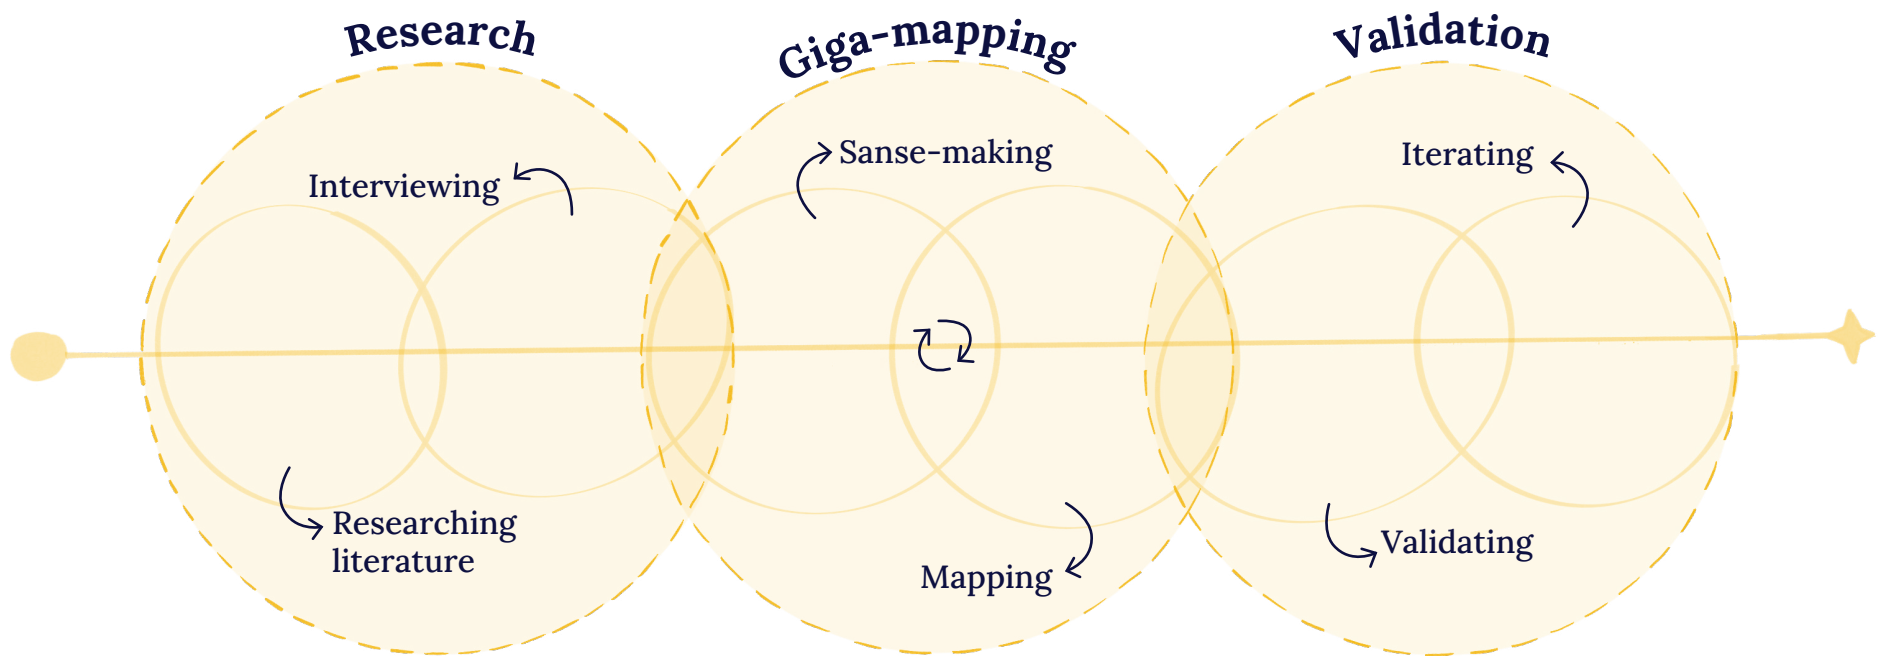 Research
Giga-mapping
Validation
Interviewing
Sanse-making
Iterating
Researching
literature
Mapping
Validating